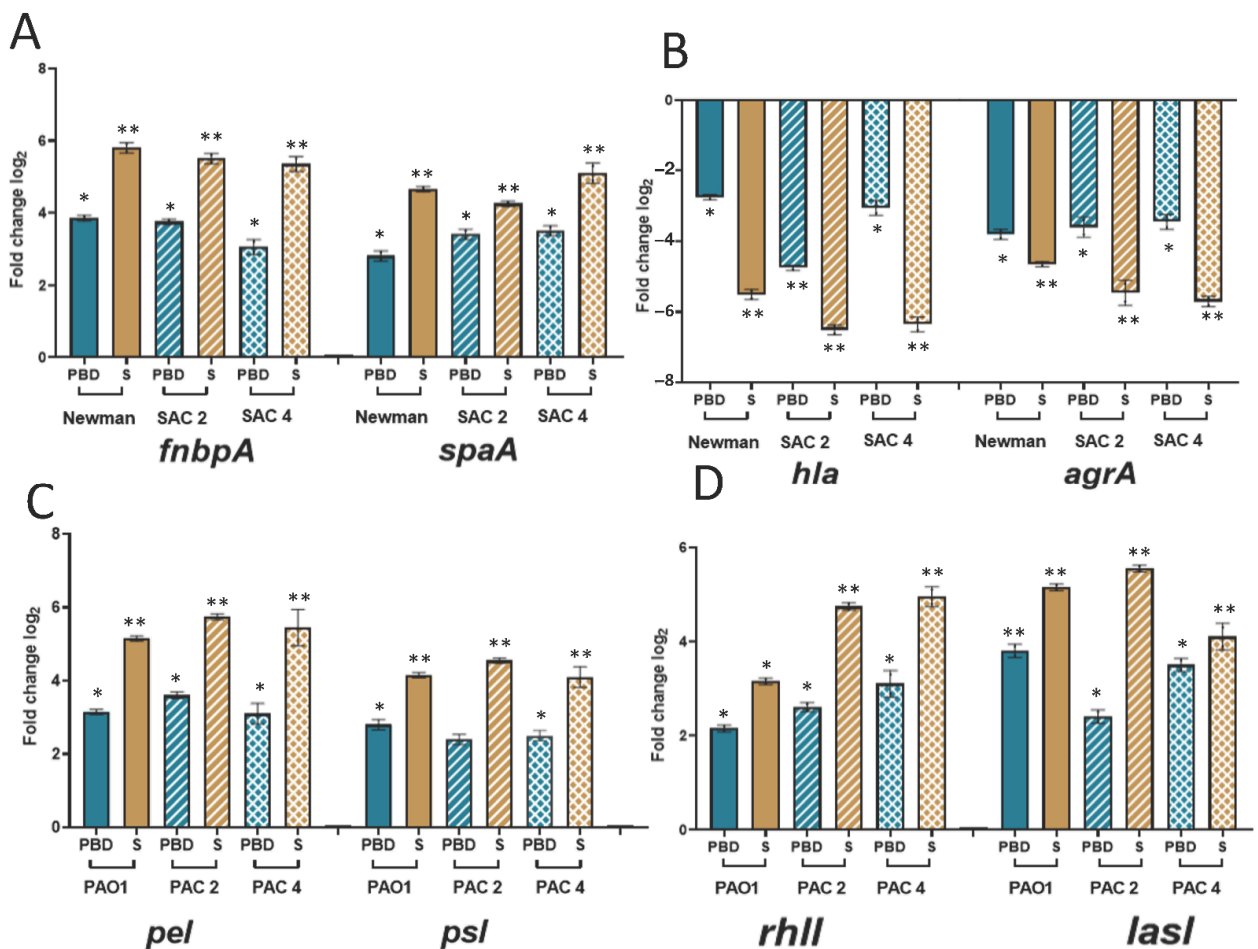 A
Fold change log2
8
6
4
2
0
* ** * ** * ** * ** * ** * **
PBD S PBD S PBD S PBD S PBD S PBD S
Newman SAC 2 SAC 4 Newman SAC 2 SAC 4
fnbpA spaA
B
Fold change log2
0
−2
−4
−6
−8
* ** ** ** * ** * ** * ** * **
PBD S PBD S PBD S PBD S PBD S PBD S
Newman SAC 2 SAC 4 Newman SAC 2 SAC 4
hla agrA
C
Fold change log2
8
6
4
2
0
* ** * ** * ** * ** ** * **
PBD S PBD S PBD S PBD S PBD S PBD S
PAO1 PAC 2 PAC 4 PAO1 PAC 2 PAC 4
pel psl
D
Fold change log2
6
4
2
0
* * * ** * ** ** ** * ** * **
PBD S PBD S PBD S PBD S PBD S PBD S
PAO1 PAC 2 PAC 4 PAO1 PAC 2 PAC 4
rhlI lasI